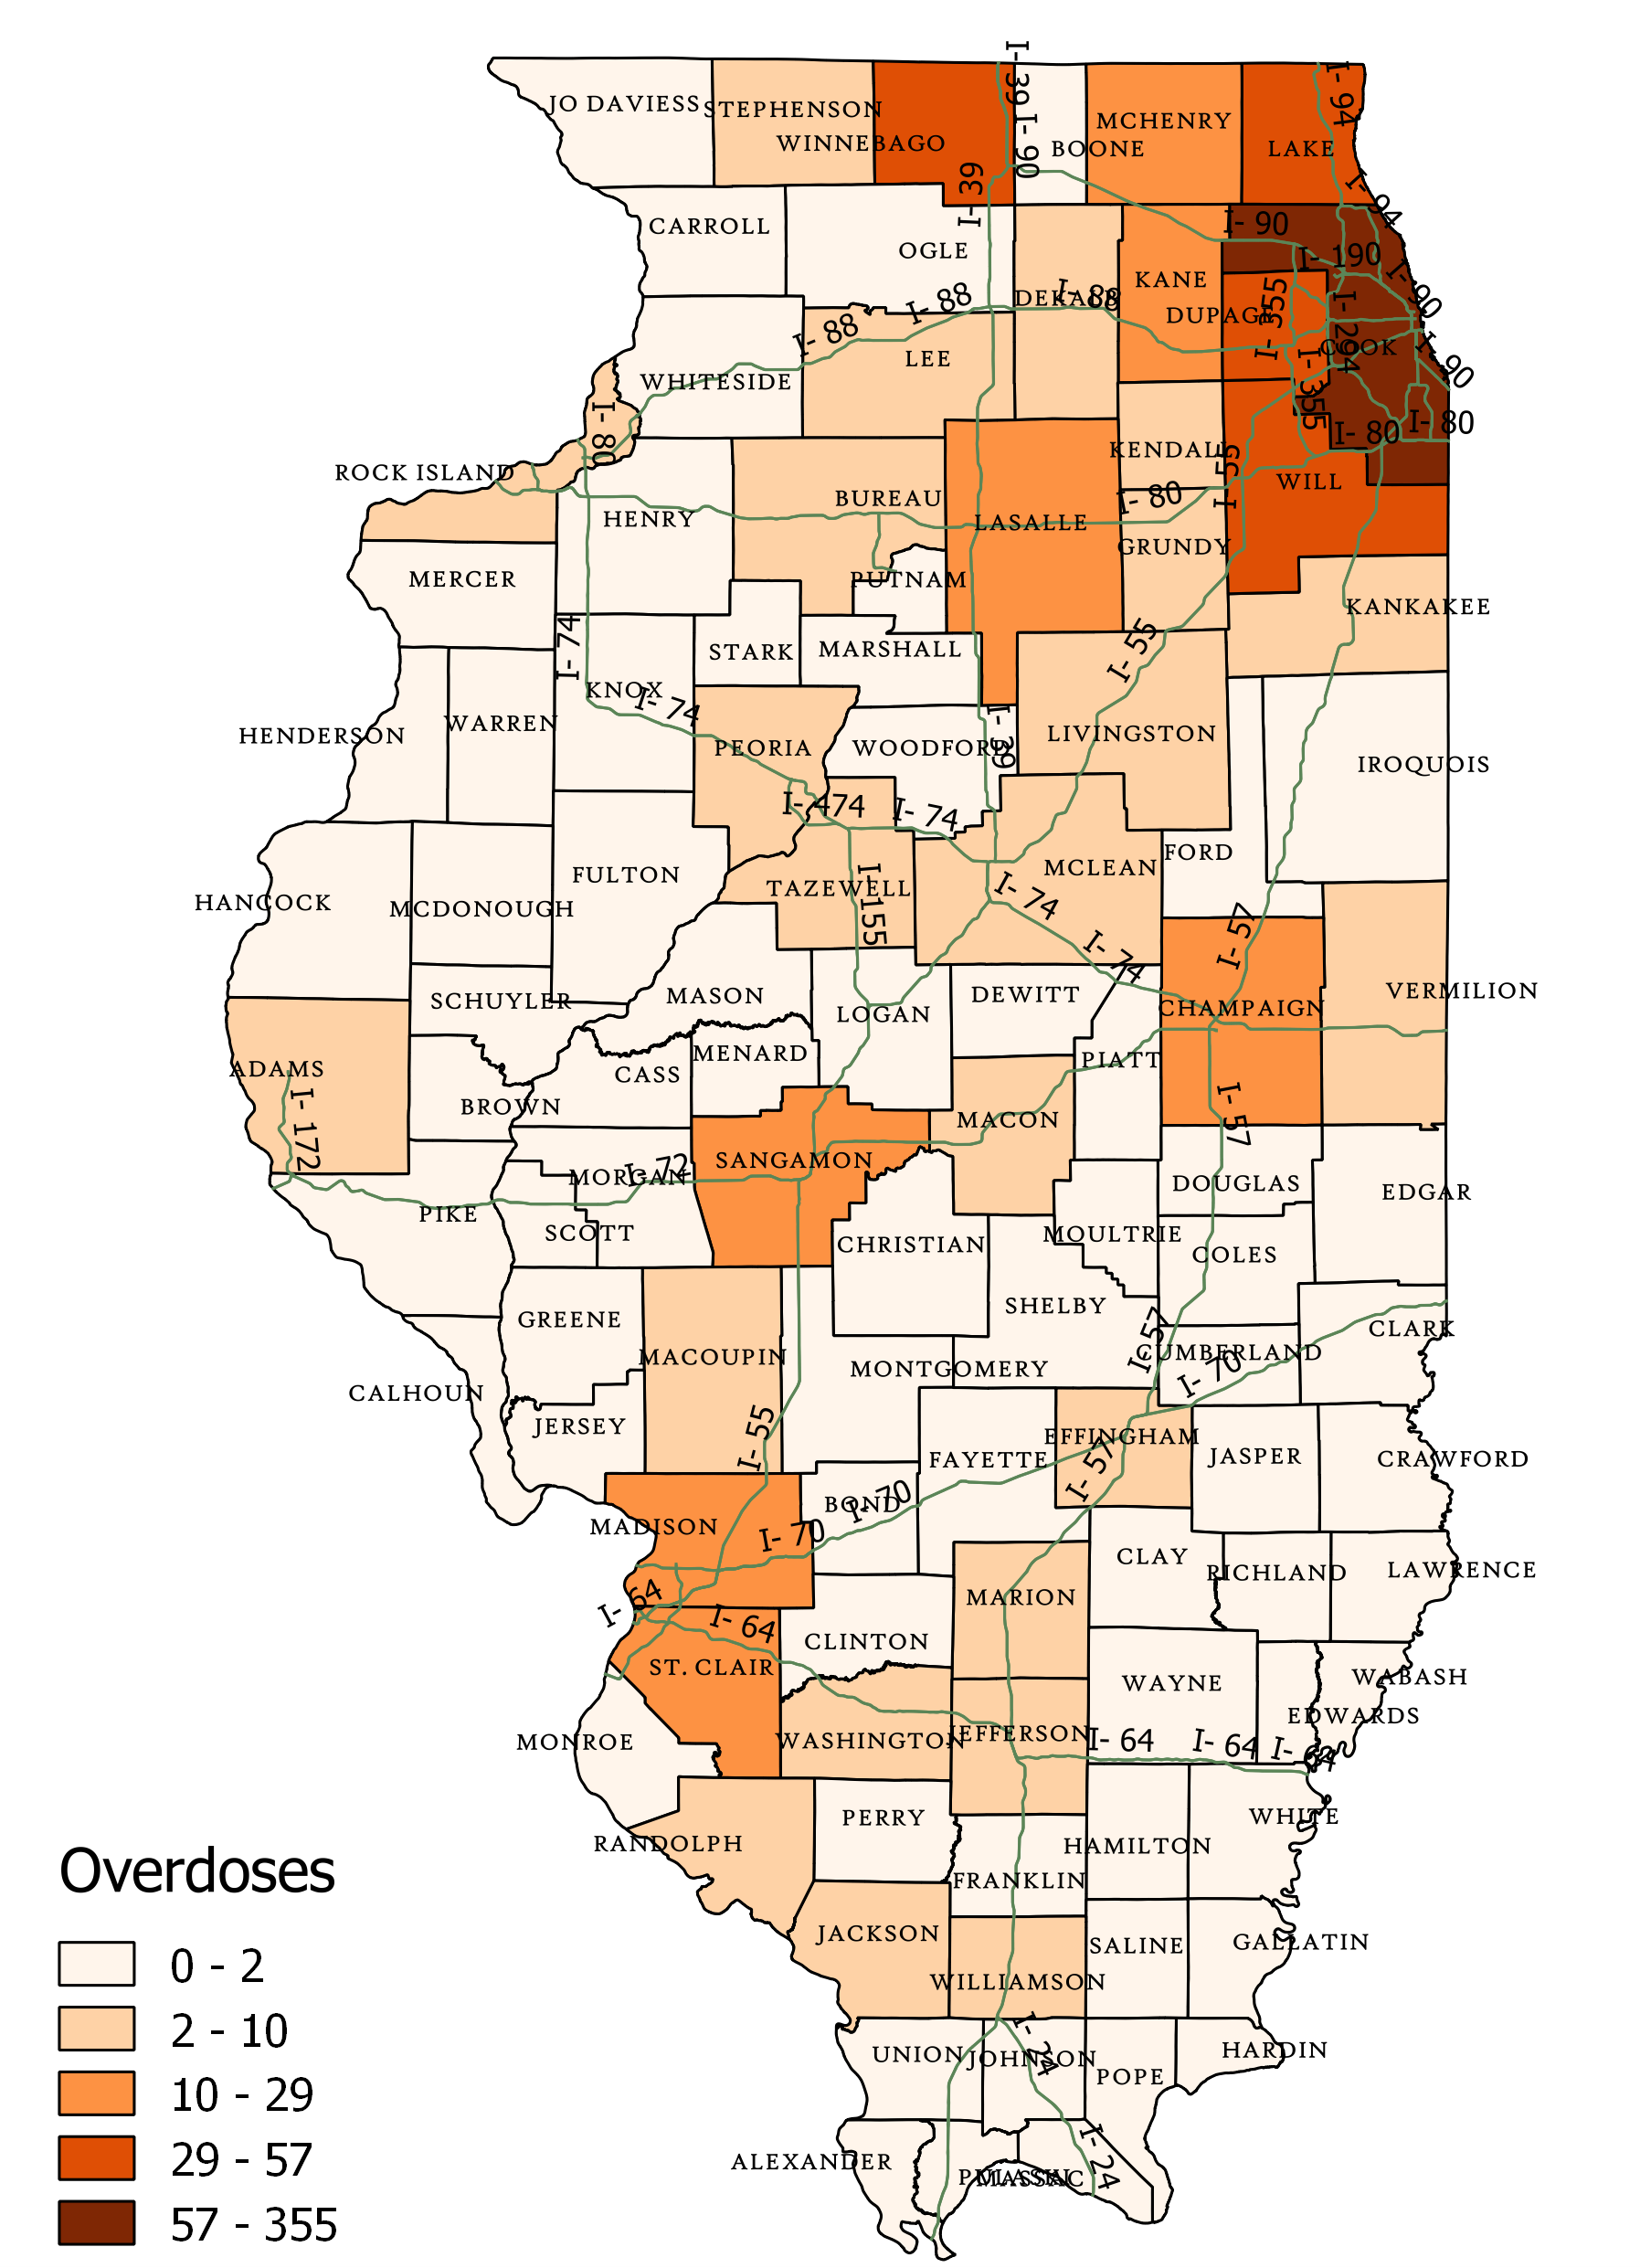 I- 39
I- 90
I- 94
JO DAVIESS
STEPHENSON
MCHENRY
WINNEBAGO
BOONE
LAKE
I- 39
I- 94
CARROLL
I- 90
OGLE
I- 190
KANE
I- 90
DEKALB
I- 88
I- 88
DUPAGE
I- 355
I- 294
I- 88
COOK
LEE
I- 90
WHITESIDE
I- 355
I- 80
I- 80
I- 80
KENDALL
ROCK ISLAND
I- 55
WILL
BUREAU
I- 80
HENRY
LASALLE
GRUNDY
MERCER
PUTNAM
KANKAKEE
I- 74
STARK
MARSHALL
I- 55
KNOX
I- 74
WARREN
HENDERSON
PEORIA
WOODFORD
I- 39
LIVINGSTON
IROQUOIS
I- 474
I- 74
FORD
MCLEAN
FULTON
TAZEWELL
I- 155
I- 74
HANCOCK
MCDONOUGH
I- 57
I- 74
SCHUYLER
MASON
DEWITT
VERMILION
LOGAN
CHAMPAIGN
MENARD
PIATT
ADAMS
CASS
BROWN
MACON
I- 57
I- 172
SANGAMON
MORGAN
I- 72
DOUGLAS
EDGAR
PIKE
SCOTT
MOULTRIE
CHRISTIAN
COLES
SHELBY
GREENE
I- 57
CLARK
MACOUPIN
CUMBERLAND
MONTGOMERY
I- 70
CALHOUN
JERSEY
I- 55
EFFINGHAM
FAYETTE
JASPER
CRAWFORD
I- 57
BOND
I- 70
MADISON
I- 70
CLAY
RICHLAND
LAWRENCE
MARION
I- 64
I- 64
CLINTON
ST. CLAIR
WAYNE
WABASH
EDWARDS
MONROE
WASHINGTON
JEFFERSON
I- 64
I- 64
I- 64
PERRY
WHITE
RANDOLPH
HAMILTON
FRANKLIN
JACKSON
SALINE
GALLATIN
WILLIAMSON
I- 24
UNION
JOHNSON
HARDIN
POPE
ALEXANDER
I- 24
PULASKI
MASSAC
Overdoses
0 - 2
2 - 10
10 - 29
29 - 57
57 - 355